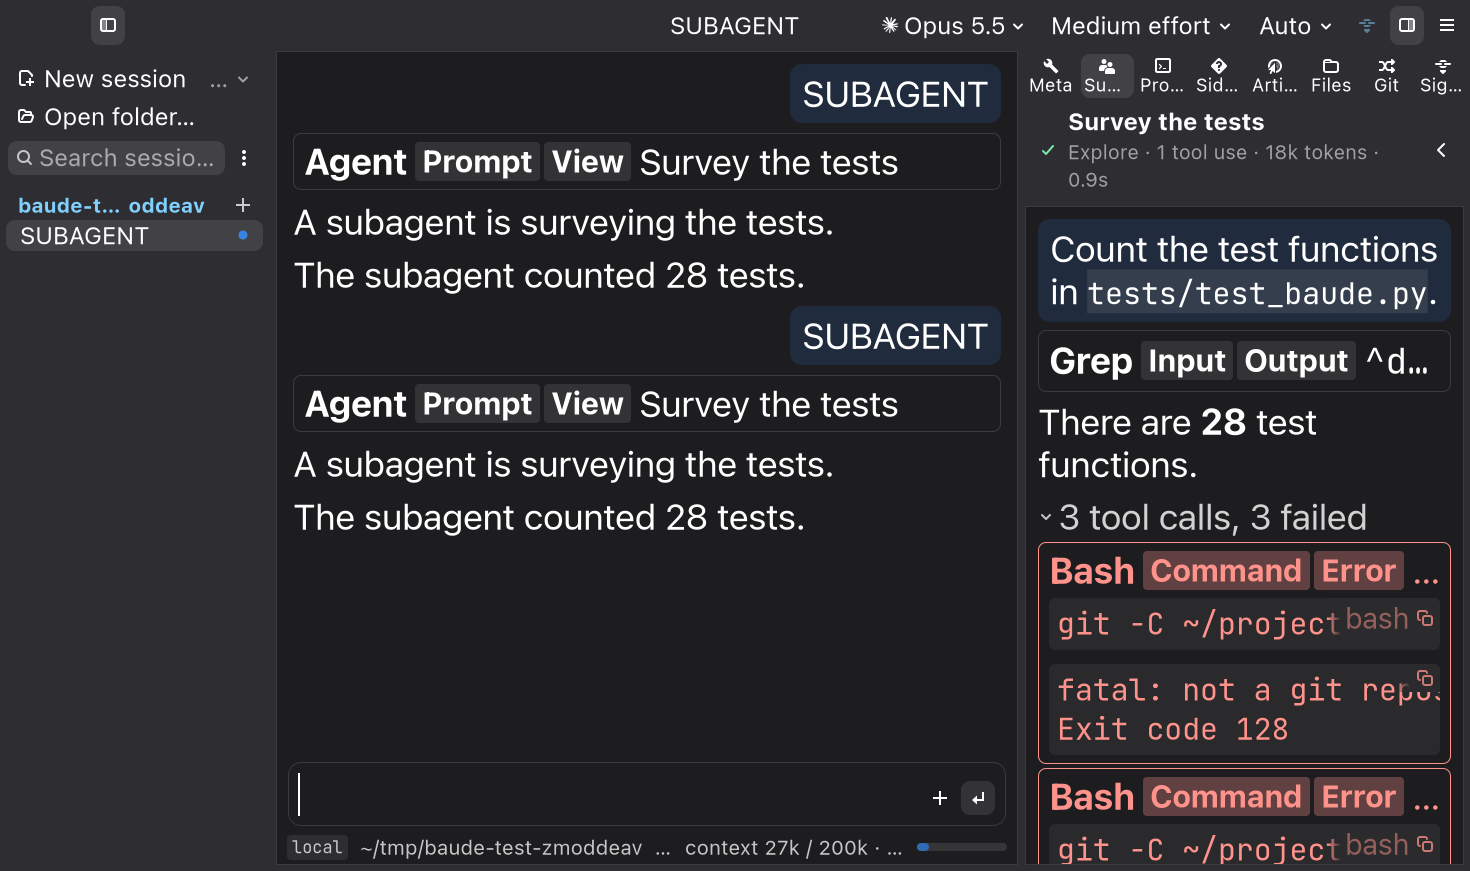 SUBAGENT
Opus 5.5
Medium effort
Auto
New session ...
Open folder...
Search sessio...
baude-t... oddeav
SUBAGENT
SUBAGENT
Agent Prompt View Survey the tests
A subagent is surveying the tests.
The subagent counted 28 tests.
SUBAGENT
Agent Prompt View Survey the tests
A subagent is surveying the tests.
The subagent counted 28 tests.
local ~/tmp/baude-test-zmoddeav ... context 27k / 200k · ...
Meta Su... Pro... Sid... Arti... Files Git Sig...
Survey the tests
Explore · 1 tool use · 18k tokens ·
0.9s
Count the test functions
in tests/test_baude.py.
Grep Input Output ^d...
There are 28 test
functions.
3 tool calls, 3 failed
Bash Command Error ...
git -C ~/project bash
fatal: not a git repos
Exit code 128
Bash Command Error ...
git -C ~/project bash